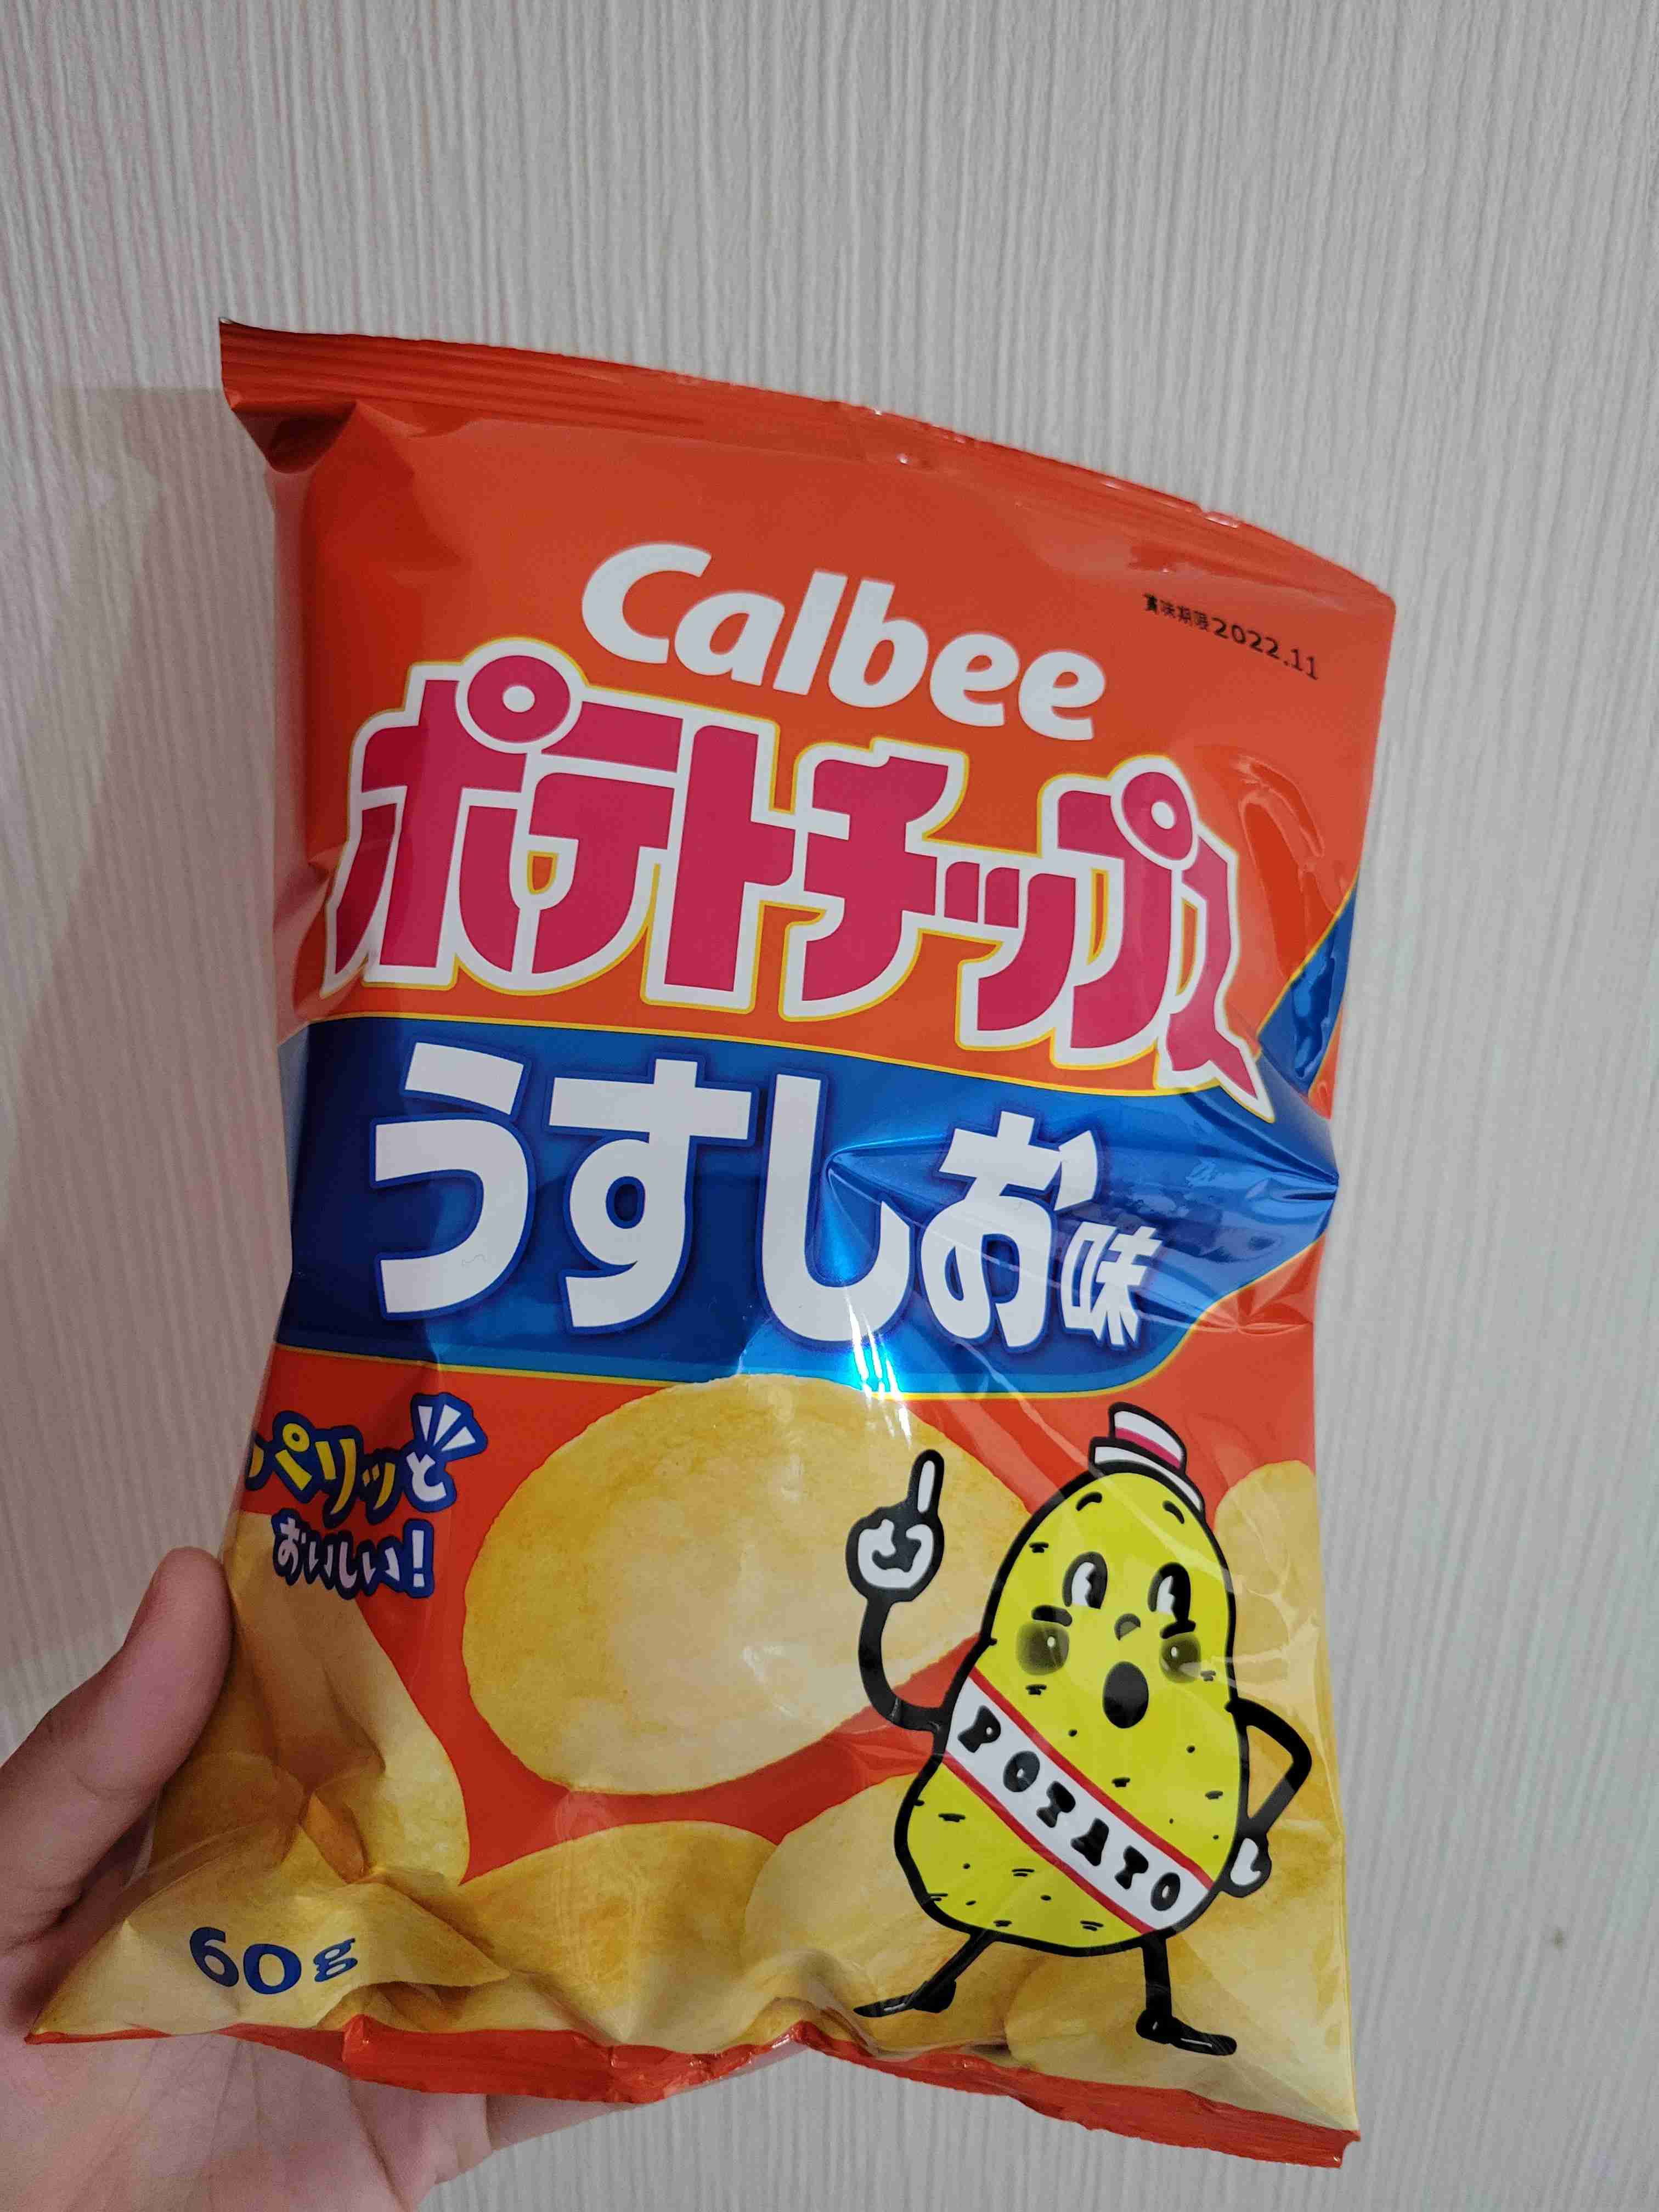 Calbee
賞味期限2022.11
ポテトチップス
うすしお味
パリッと
おいしい!
POTATO
60g